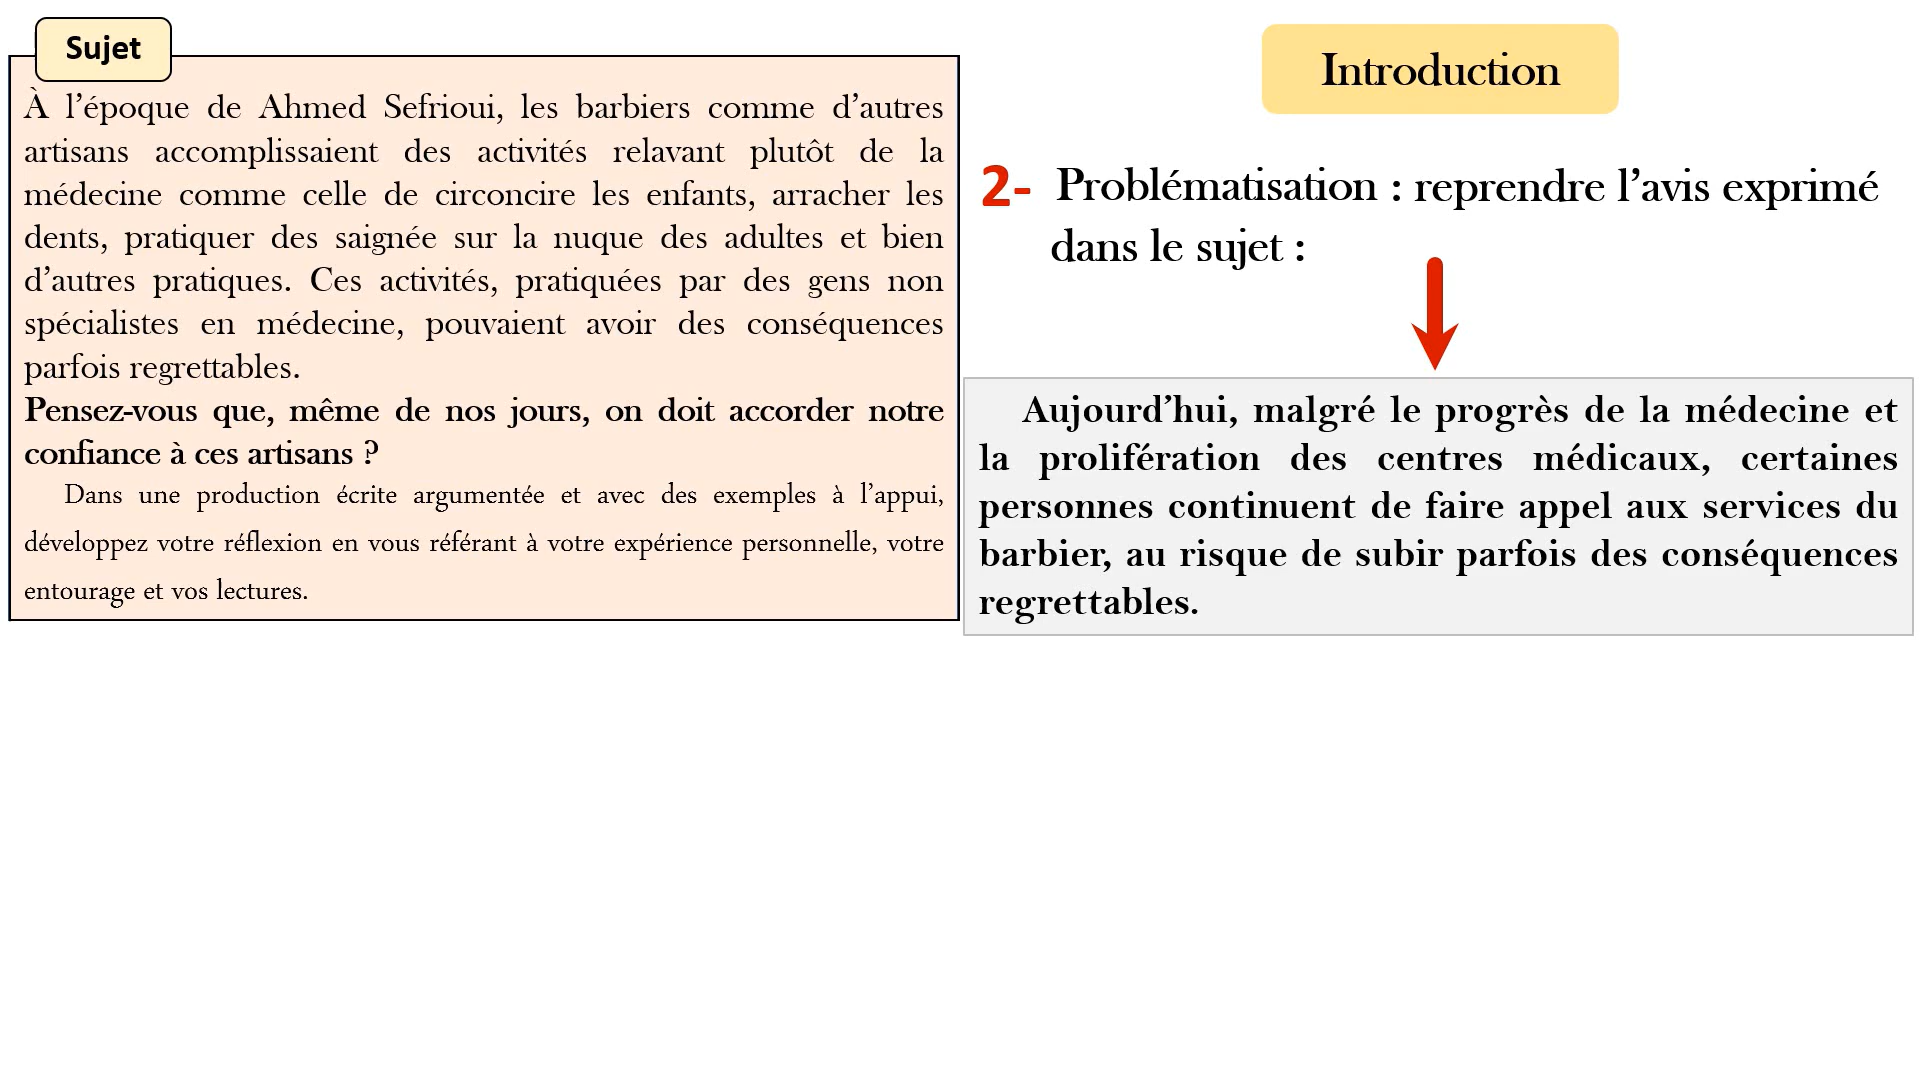 Sujet
À l’époque de Ahmed Sefrioui, les barbiers comme d’autres
artisans accomplissaient des activités relavant plutôt de la
médecine comme celle de circoncire les enfants, arracher les
dents, pratiquer des saignée sur la nuque des adultes et bien
d’autres pratiques. Ces activités, pratiquées par des gens non
spécialistes en médecine, pouvaient avoir des conséquences
parfois regrettables.
Pensez-vous que, même de nos jours, on doit accorder notre
confiance à ces artisans ?
Dans une production écrite argumentée et avec des exemples à l’appui,
développez votre réflexion en vous référant à votre expérience personnelle, votre
entourage et vos lectures.
Introduction
2- Problématisation : reprendre l’avis exprimé
dans le sujet :
Aujourd’hui, malgré le progrès de la médecine et
la prolifération des centres médicaux, certaines
personnes continuent de faire appel aux services du
barbier, au risque de subir parfois des conséquences
regrettables.